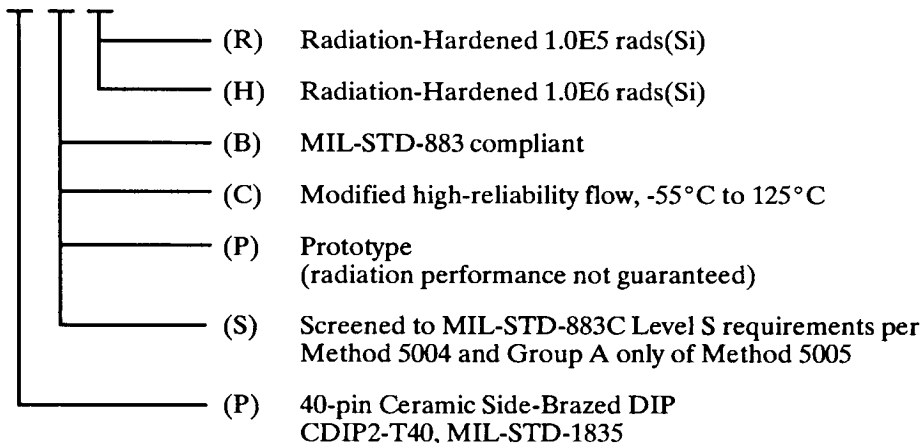 (R) Radiation-Hardened 1.0E5 rads(Si)
(H) Radiation-Hardened 1.0E6 rads(Si)
(B) MIL-STD-883 compliant
(C) Modified high-reliability flow, -55°C to 125°C
(P) Prototype
(radiation performance not guaranteed)
(S) Screened to MIL-STD-883C Level S requirements per
Method 5004 and Group A only of Method 5005
(P) 40-pin Ceramic Side-Brazed DIP
CDIP2-T40, MIL-STD-1835